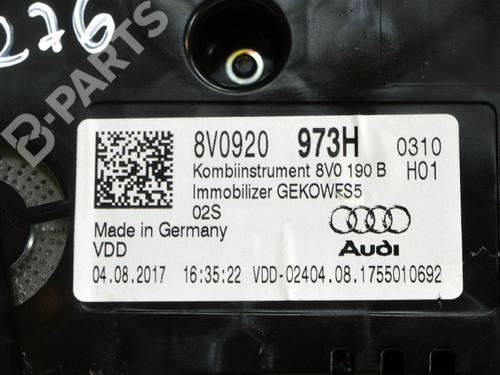 276
B-PARTS
8V0920 973H 0310
Kombiinstrument 8V0 190 B H01
Immobilizer GEKOWFS5
02S
Made in Germany
VDD
Audi
04.08.2017 16:35:22 VDD-02404.08.1755010692